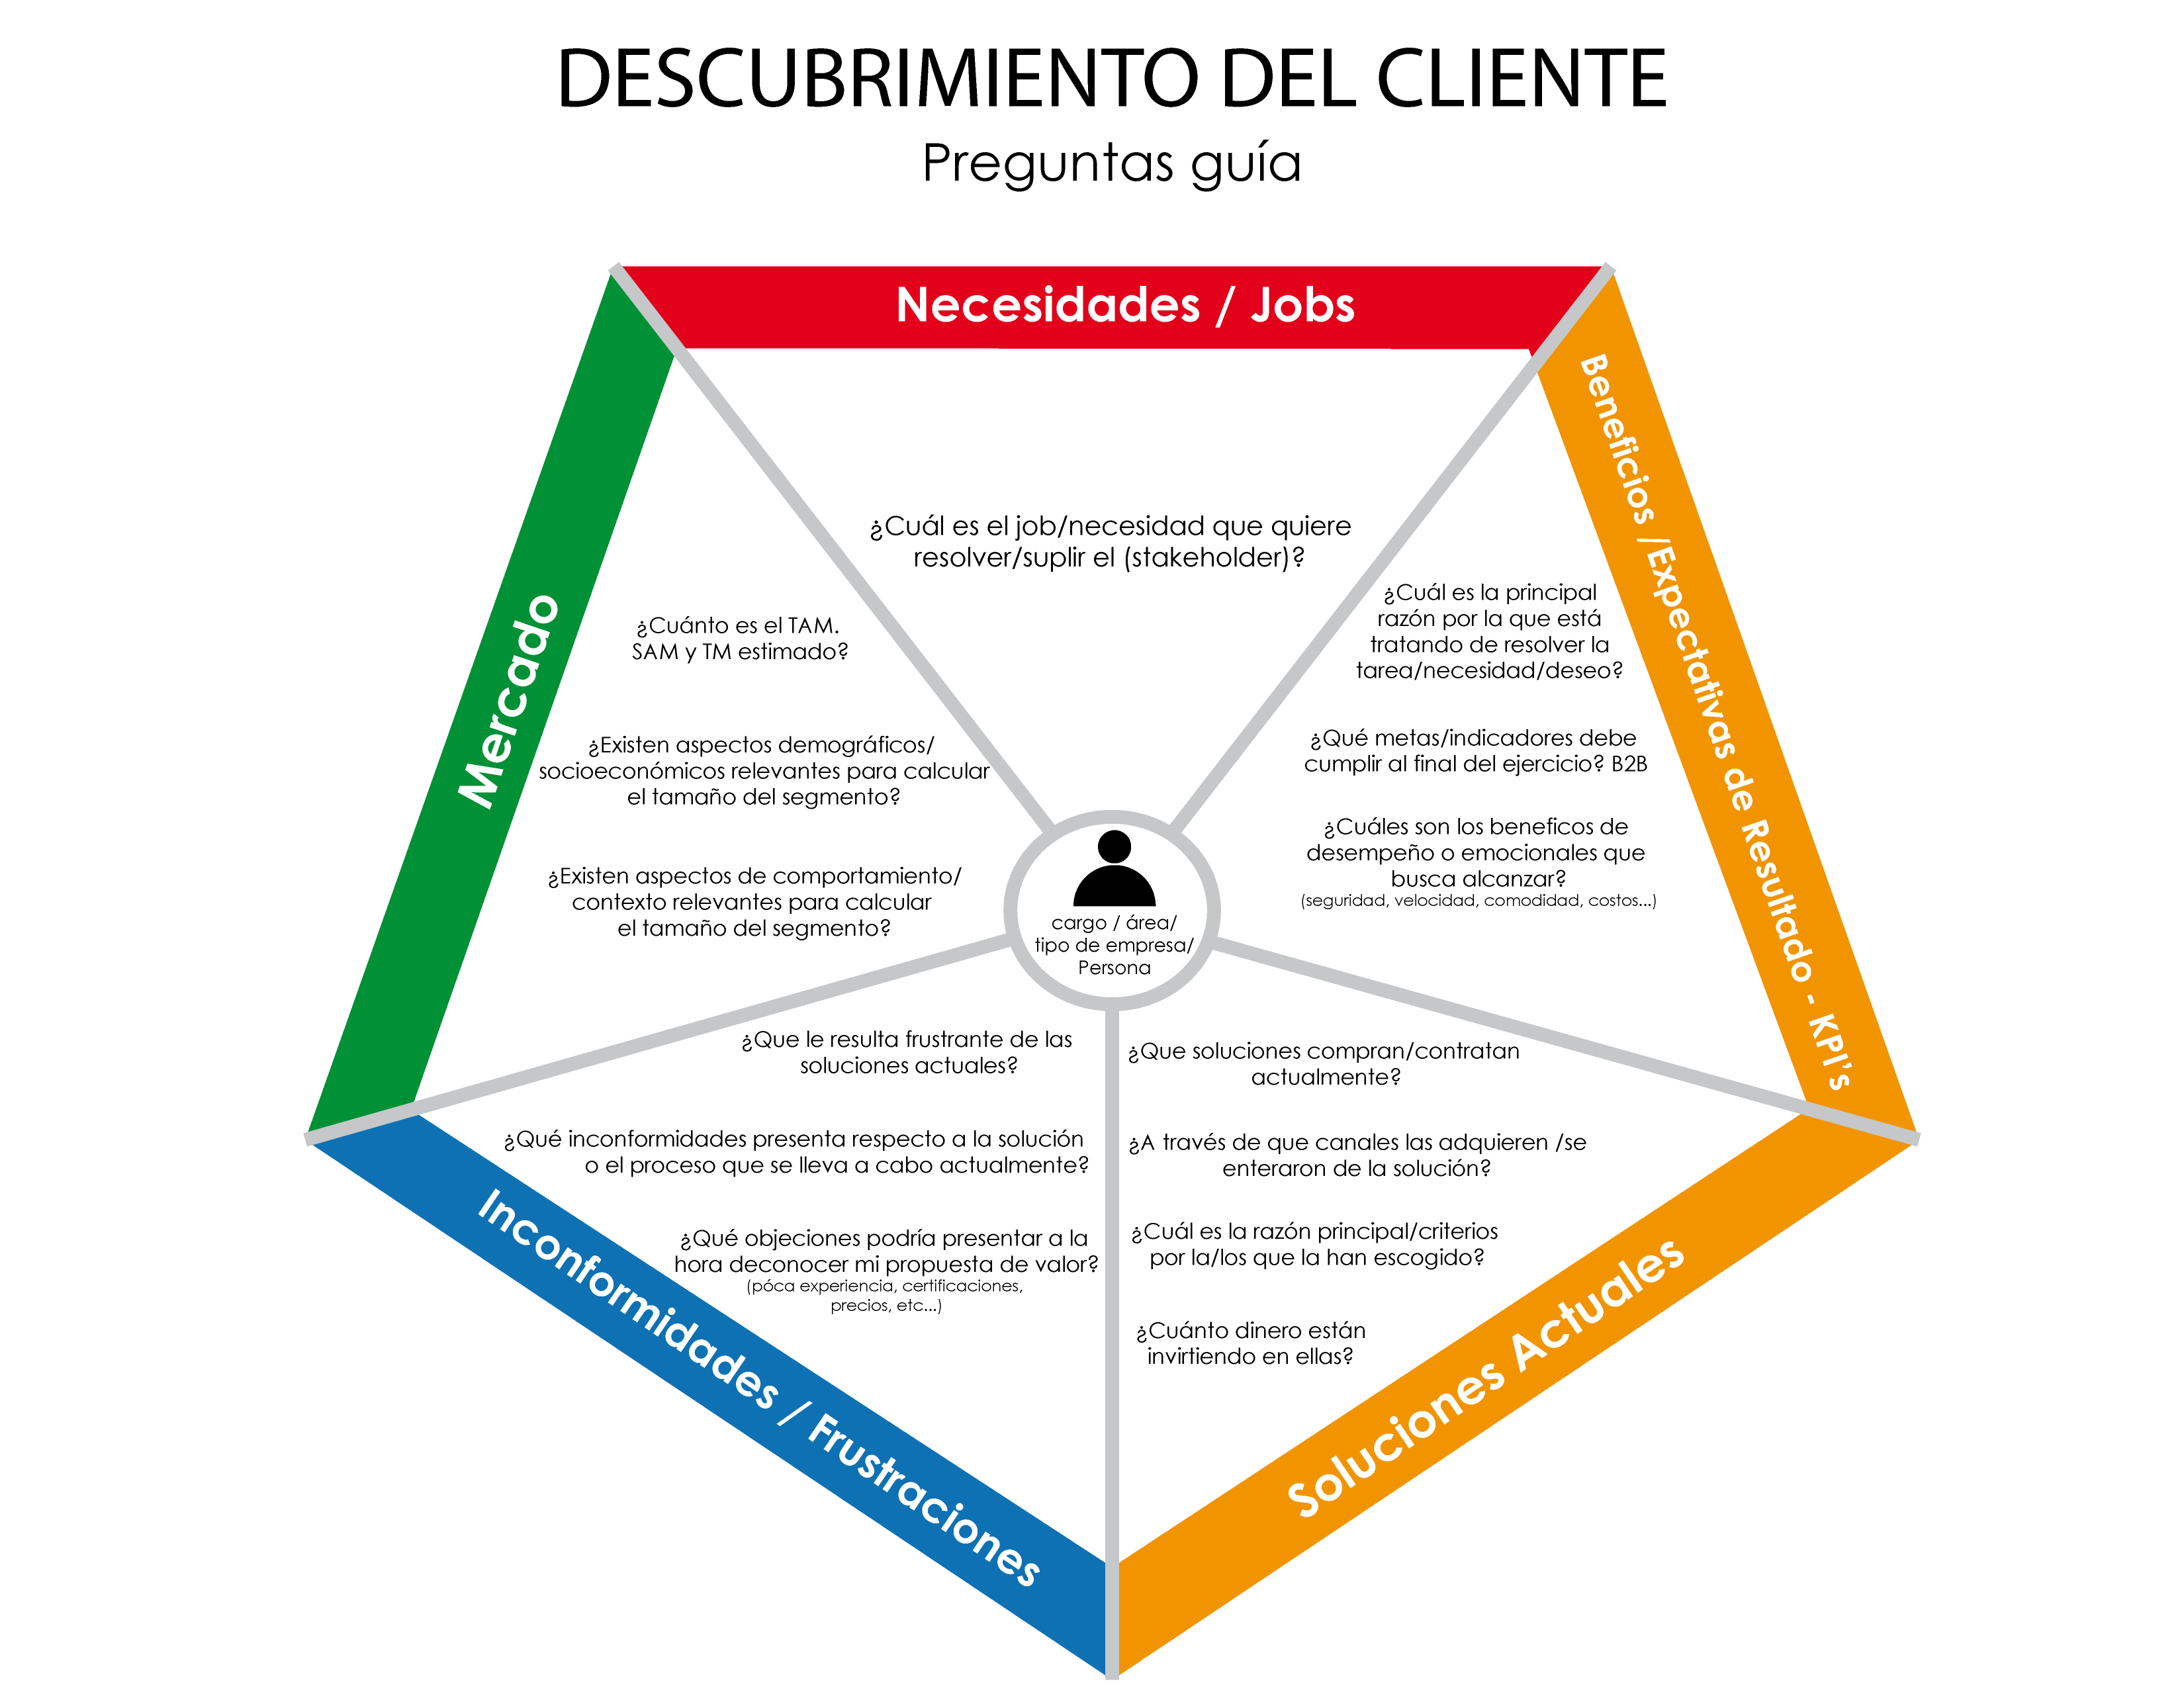 DESCUBRIMIENTO DEL CLIENTE
Preguntas guía
Necesidades / Jobs
¿Cuál es el job/necesidad que quiere
resolver/suplir el (stakeholder)?
Beneficios /Expectativas de Resultado - KPI's
¿Cuál es la principal
razón por la que está
tratando de resolver la
tarea/necesidad/deseo?
¿Qué metas/indicadores debe
cumplir al final del ejercicio? B2B
¿Cuáles son los beneficos de
desempeño o emocionales que
busca alcanzar?
(seguridad, velocidad, comodidad, costos...)
Mercado
¿Cuánto es el TAM.
SAM y TM estimado?
¿Existen aspectos demográficos/
socioeconómicos relevantes para calcular
el tamaño del segmento?
¿Existen aspectos de comportamiento/
contexto relevantes para calcular
el tamaño del segmento?
cargo / área/
tipo de empresa/
Persona
¿Que le resulta frustrante de las
soluciones actuales?
¿Qué inconformidades presenta respecto a la solución
o el proceso que se lleva a cabo actualmente?
¿Qué objeciones podría presentar a la
hora deconocer mi propuesta de valor?
(póca experiencia, certificaciones,
precios, etc...)
Inconformidades / Frustraciones
¿Que soluciones compran/contratan
actualmente?
¿A través de que canales las adquieren /se
enteraron de la solución?
¿Cuál es la razón principal/criterios
por la/los que la han escogido?
¿Cuánto dinero están
invirtiendo en ellas?
Soluciones Actuales